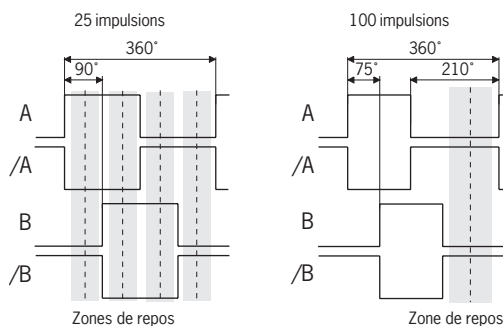 25 impulsions
360˚
90˚
A
/A
B
/B
Zones de repos
100 impulsions
360˚
75˚
210˚
A
/A
B
/B
Zone de repos